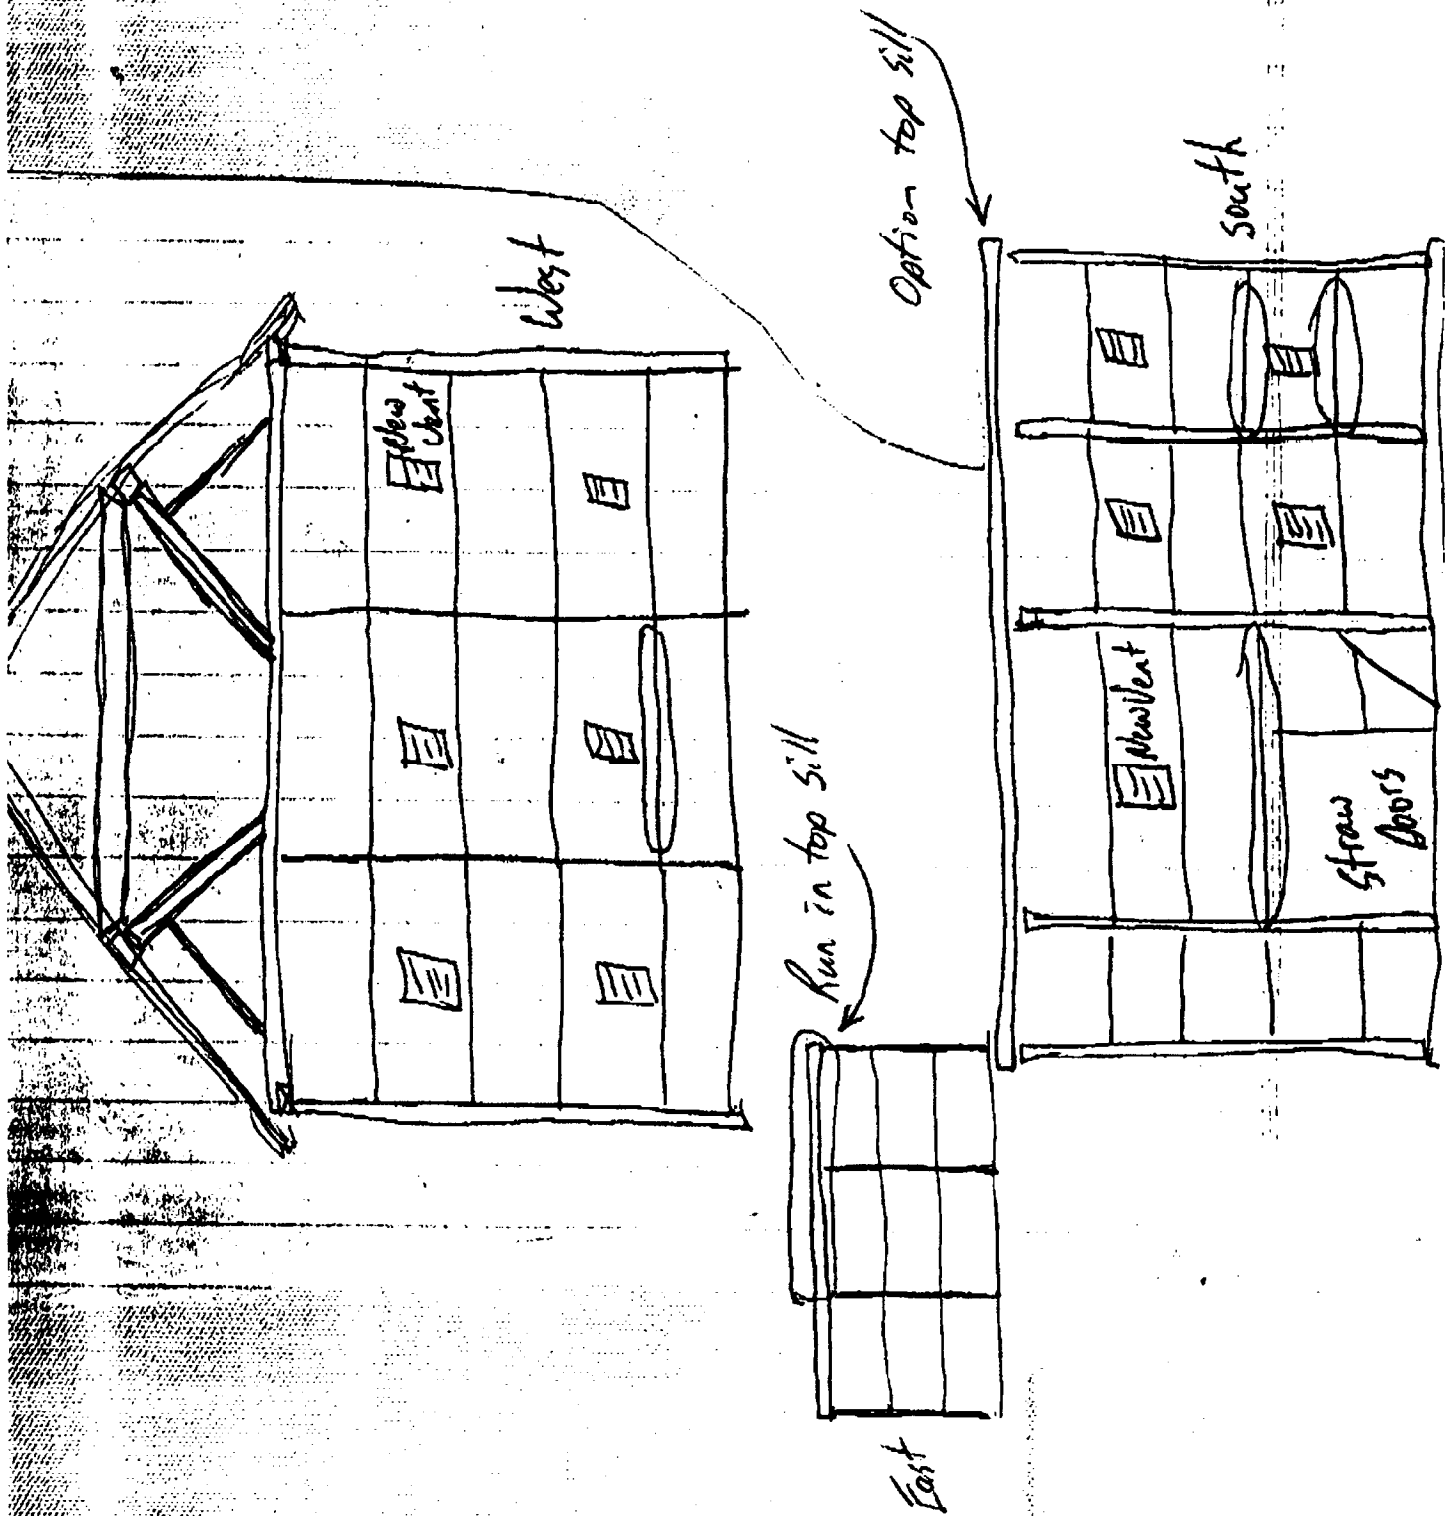 West
New
Vent
Option top sill
South
New Vent
Straw
Doors
Run in top sill
East